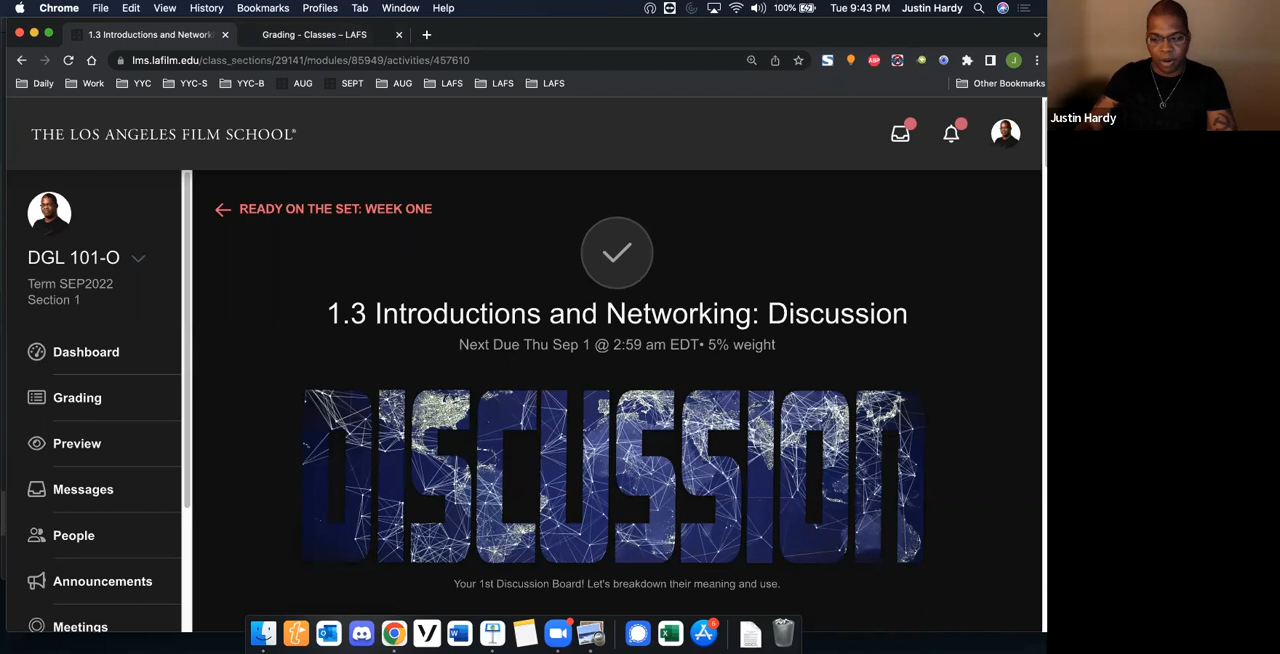 Chrome File Edit View History Bookmarks Profiles Tab Window Help 100% Tue 9:43 PM Justin Hardy
1.3 Introductions and Network Grading - Classes – LAFS
lms.lafilm.edu/class_sections/29141/modules/85949/activities/457610 ABP J
Daily Work YYC YYC-S YYC-B AUG SEPT AUG LAFS LAFS LAFS Other Bookmarks
Justin Hardy
THE LOS ANGELES FILM SCHOOL®
READY ON THE SET: WEEK ONE
DGL 101-O
Term SEP2022
Section 1
1.3 Introductions and Networking: Discussion
Next Due Thu Sep 1 @ 2:59 am EDT• 5% weight
Dashboard
Grading
Preview
Messages
People
Announcements
Meetings
DISCUSSION
Your 1st Discussion Board! Let's breakdown their meaning and use.